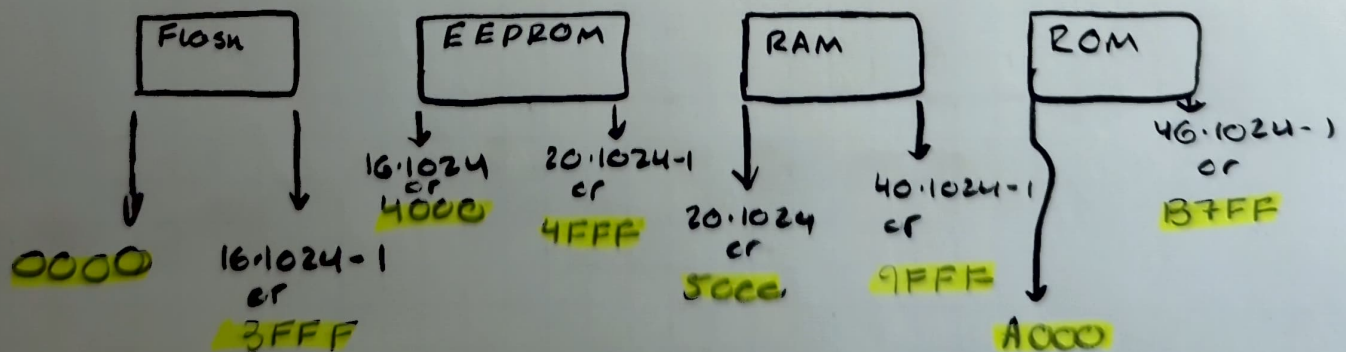 Flash
EEPROM
RAM
ROM
0000
16.1024-1
or
3FFF
16.1024
or
4000
20.1024-1
or
4FFF
20.1024
or
5000
40.1024-1
or
9FFF
A000
46.1024-1
or
B7FF